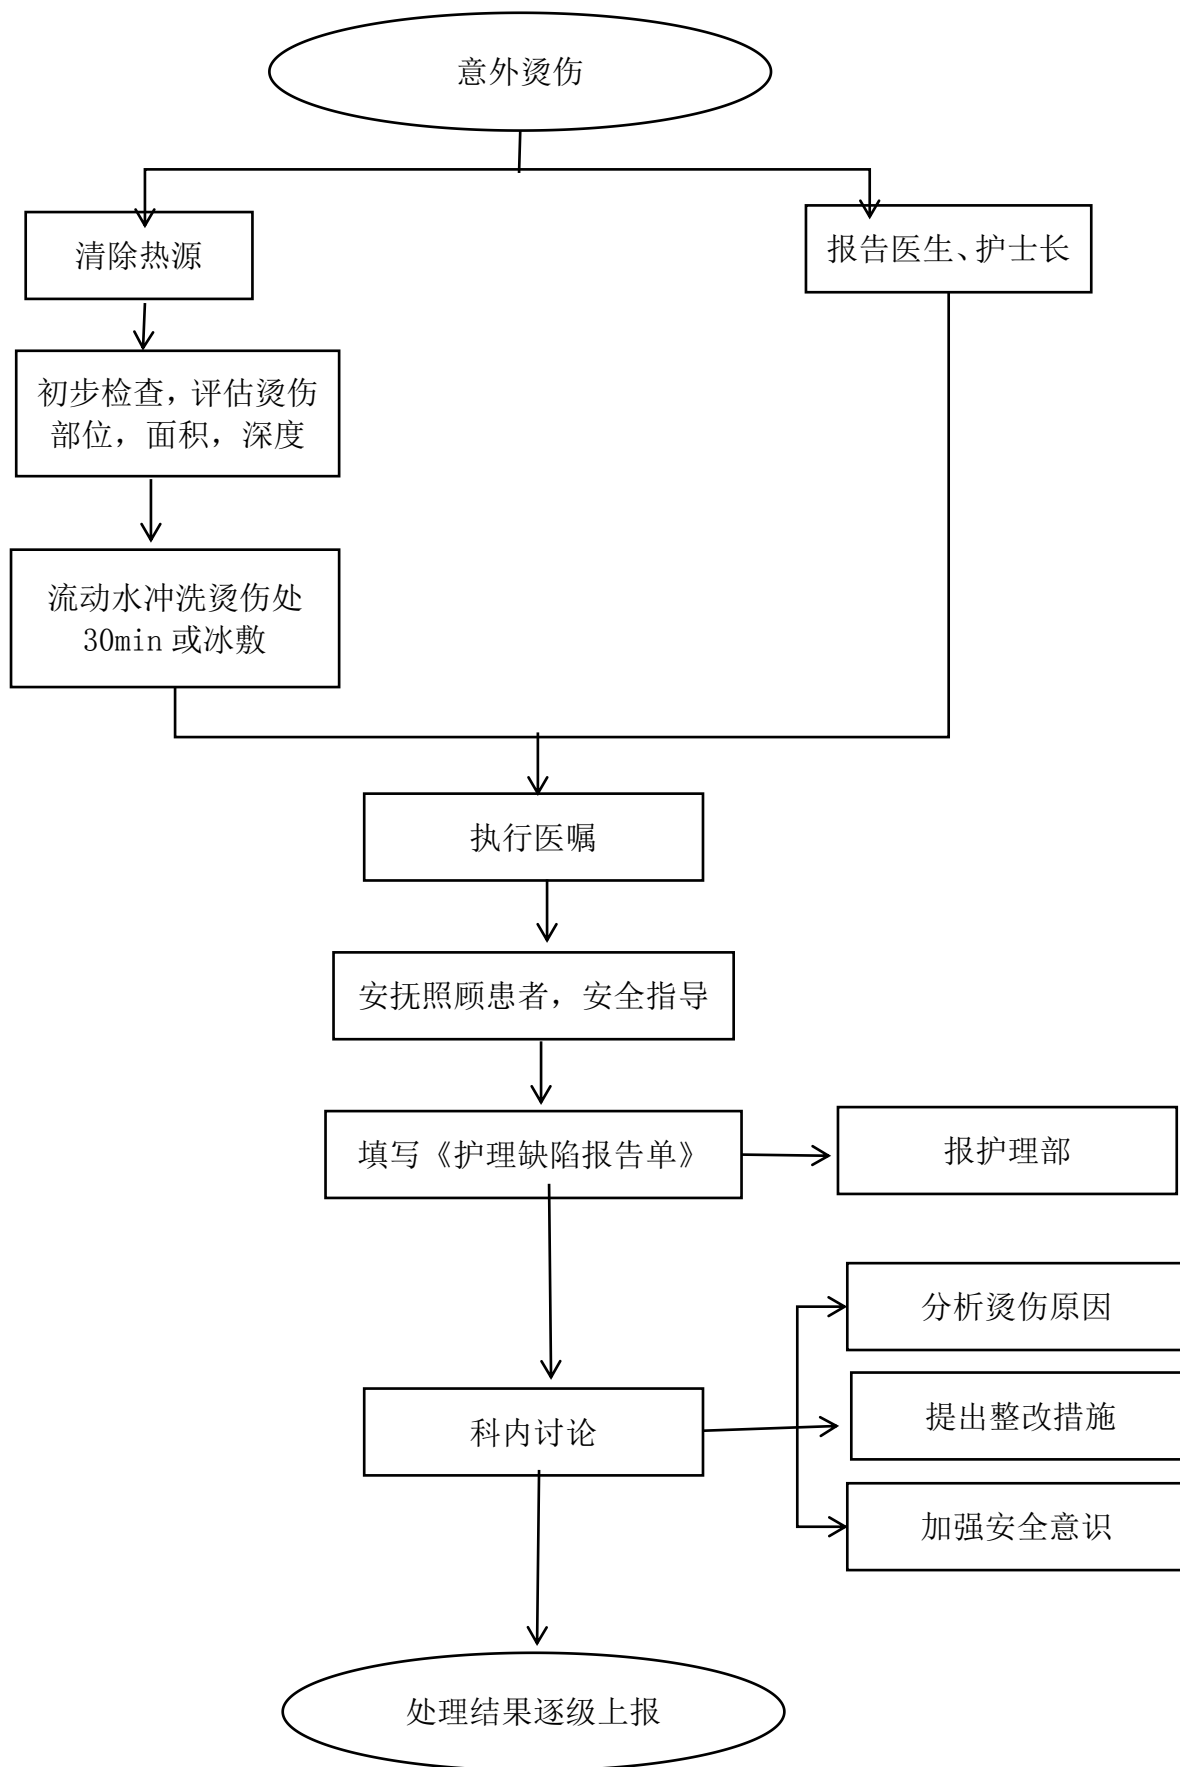 意外烫伤
清除热源
报告医生、护士长
初步检查，评估烫伤
部位，面积，深度
流动水冲洗烫伤处
30min 或冰敷
执行医嘱
安抚照顾患者，安全指导
填写《护理缺陷报告单》
报护理部
分析烫伤原因
科内讨论
提出整改措施
加强安全意识
处理结果逐级上报